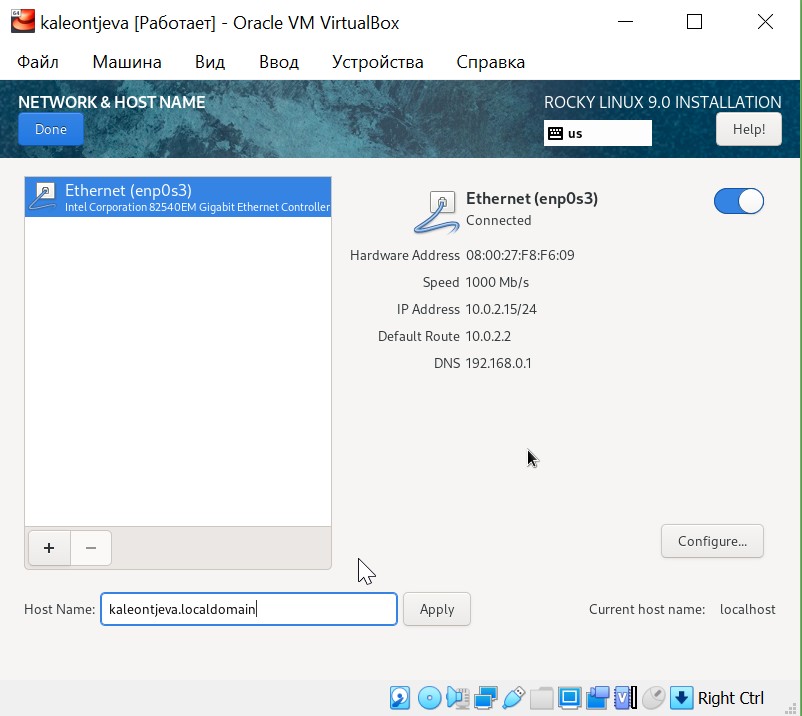 kaleontjeva [Работает] - Oracle VM VirtualBox
Файл Машина Вид Ввод Устройства Справка
NETWORK & HOST NAME
Done
ROCKY LINUX 9.0 INSTALLATION
us
Help!
Ethernet (enp0s3)
Intel Corporation 82540EM Gigabit Ethernet Controller
Ethernet (enp0s3)
Connected
Hardware Address 08:00:27:F8:F6:09
Speed 1000 Mb/s
IP Address 10.0.2.15/24
Default Route 10.0.2.2
DNS 192.168.0.1
+ −
Configure...
Host Name: kaleontjeva.localdomain Apply Current host name: localhost
Right Ctrl